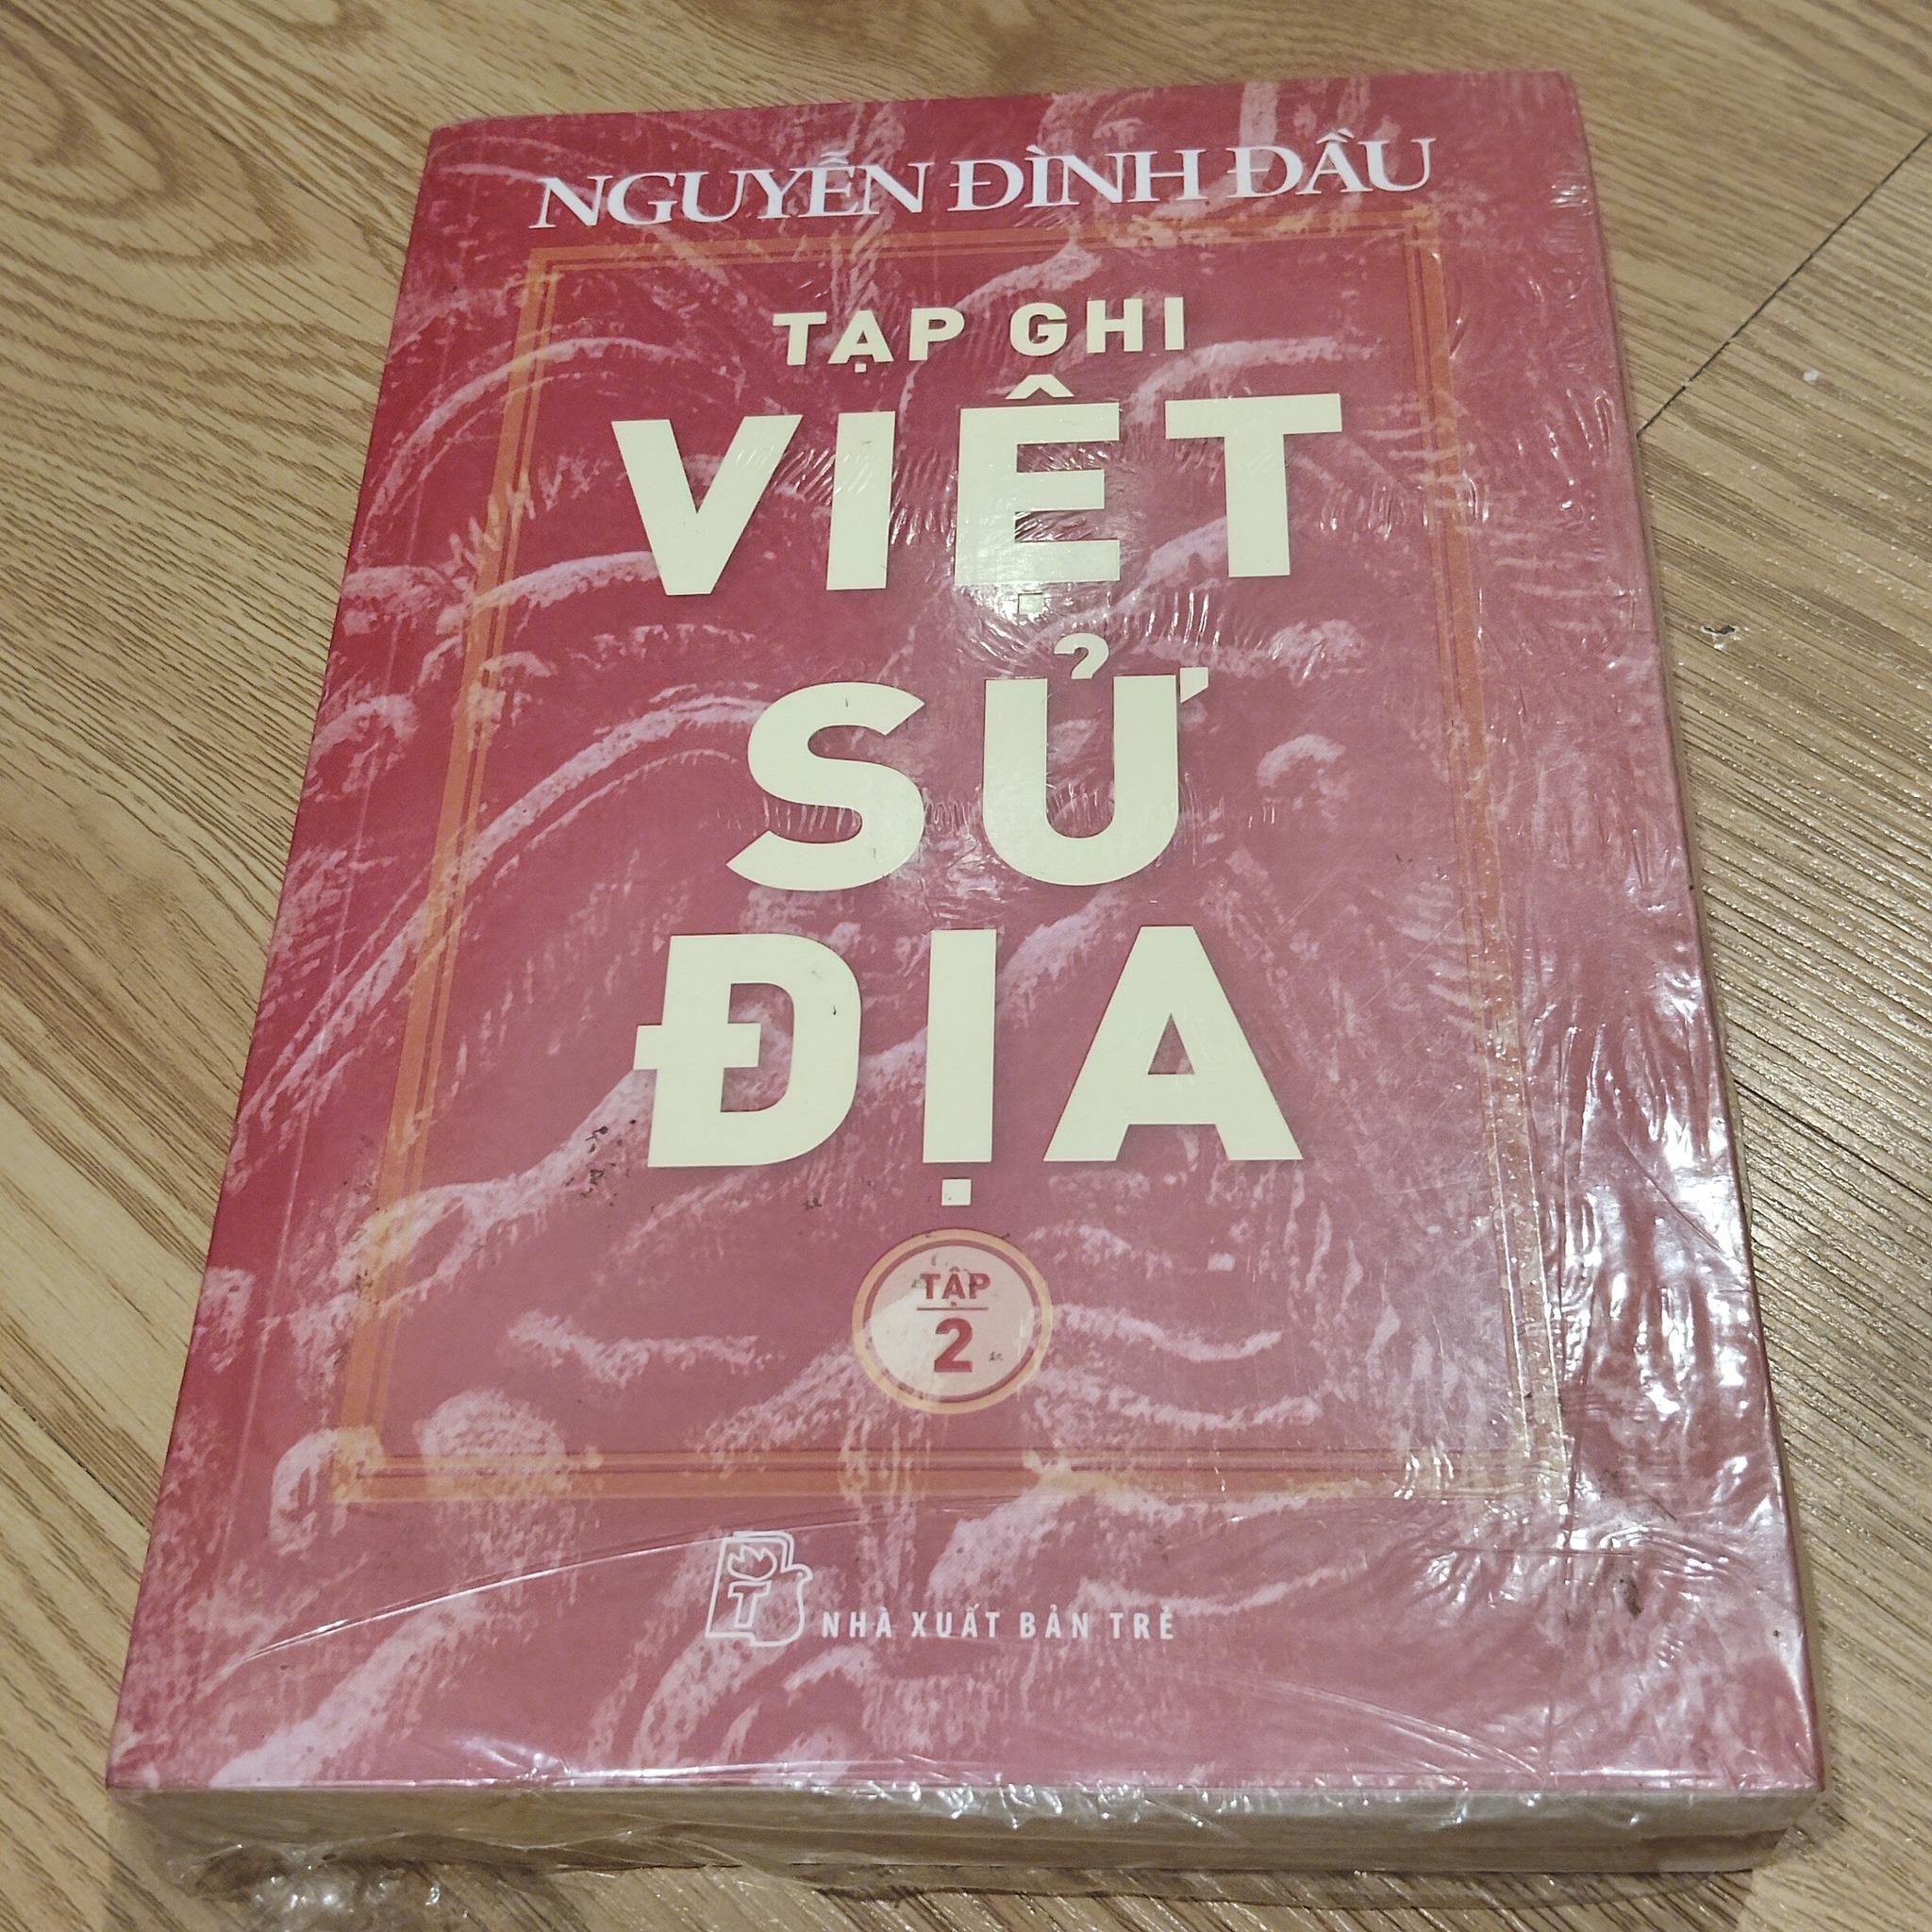 NGUYỄN ĐÌNH ĐẦU
TẠP GHI
VIỆT
SỬ
ĐỊA
TẬP
2
T
NHÀ XUẤT BẢN TRẺ